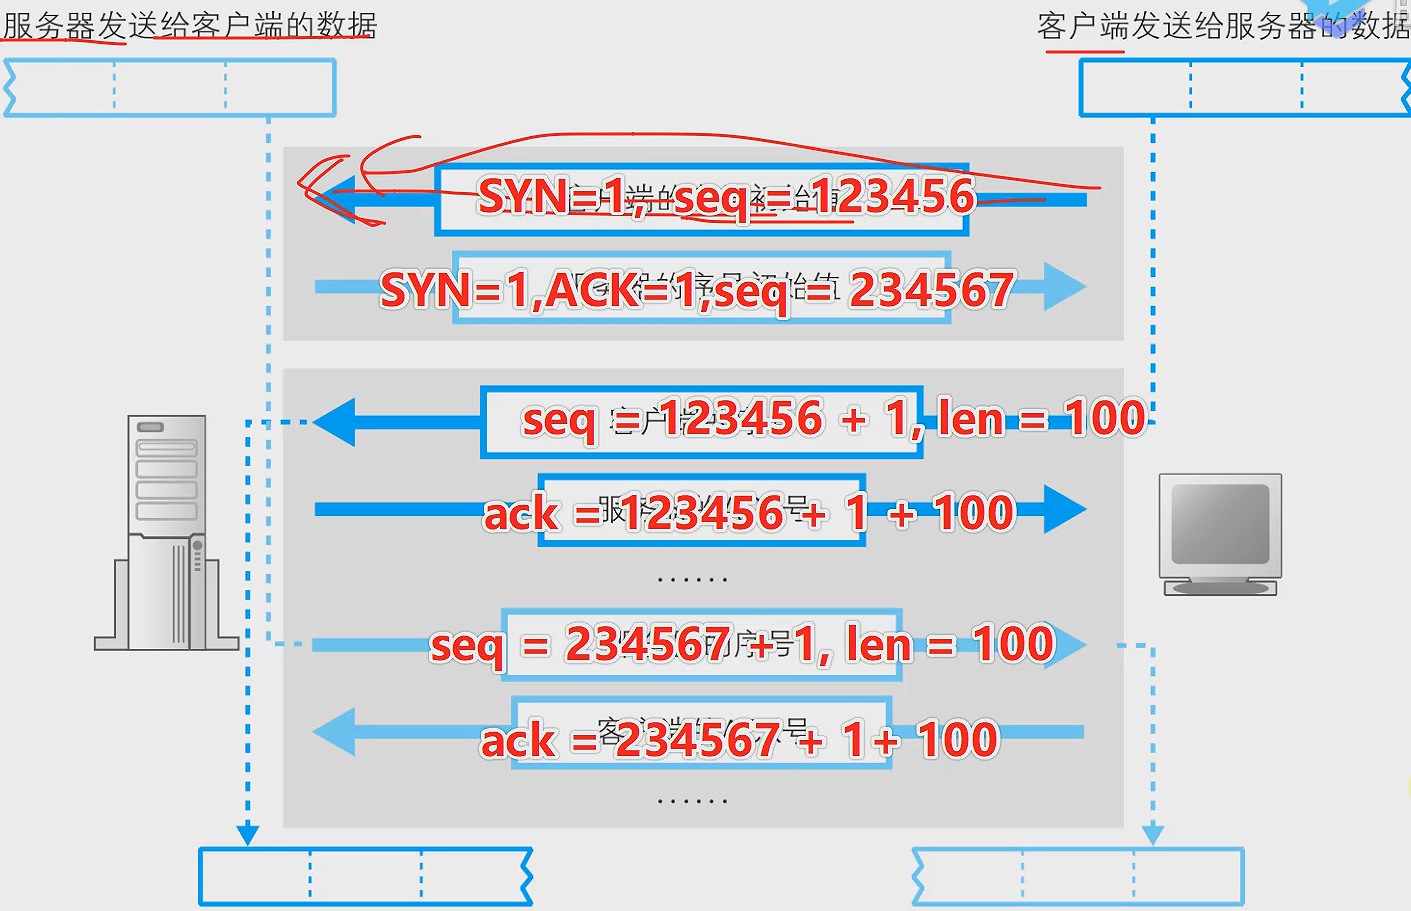 服务器发送给客户端的数据
客户端发送给服务器的数据
SYN=1, seq = 123456
SYN=1,ACK=1,seq = 234567
seq = 123456 + 1, len = 100
ack = 123456 + 1 + 100
······
seq = 234567 + 1, len = 100
ack = 234567 + 1+ 100
······